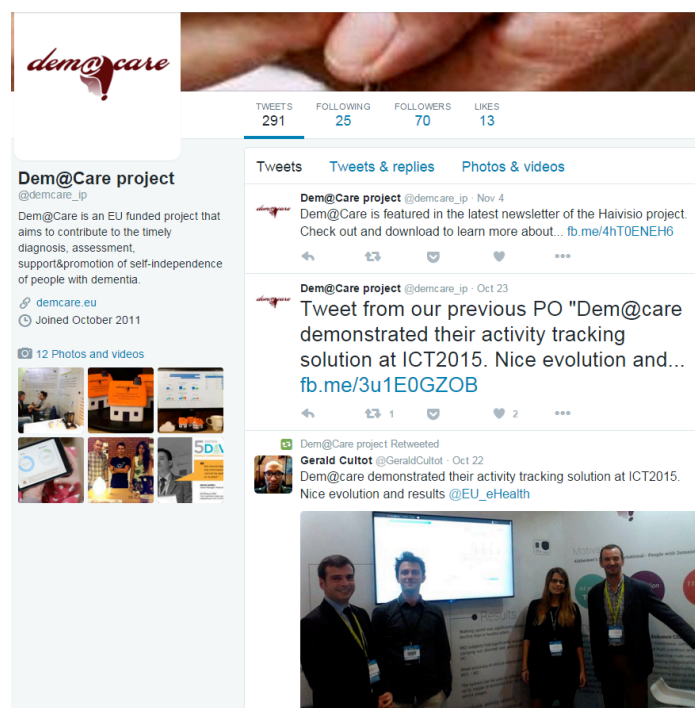 dem@care
TWEETS
291
FOLLOWING
25
FOLLOWERS
70
LIKES
13
Dem@Care project
@demcare_ip
Dem@Care is an EU funded project that
aims to contribute to the timely
diagnosis, assessment,
support&promotion of self-independence
of people with dementia.
demcare.eu
Joined October 2011
12 Photos and videos
Tweets Tweets & replies Photos & videos
Dem@Care project @demcare_ip · Nov 4
Dem@Care is featured in the latest newsletter of the Haivisio project.
Check out and download to learn more about... fb.me/4hT0ENEH6
Dem@Care project @demcare_ip · Oct 23
Tweet from our previous PO "Dem@care
demonstrated their activity tracking
solution at ICT2015. Nice evolution and...
fb.me/3u1E0GZOB
1 2
Dem@Care project Retweeted
Gerald Cultot @GeraldCultot · Oct 22
Dem@care demonstrated their activity tracking solution at ICT2015.
Nice evolution and results @EU_eHealth
Results